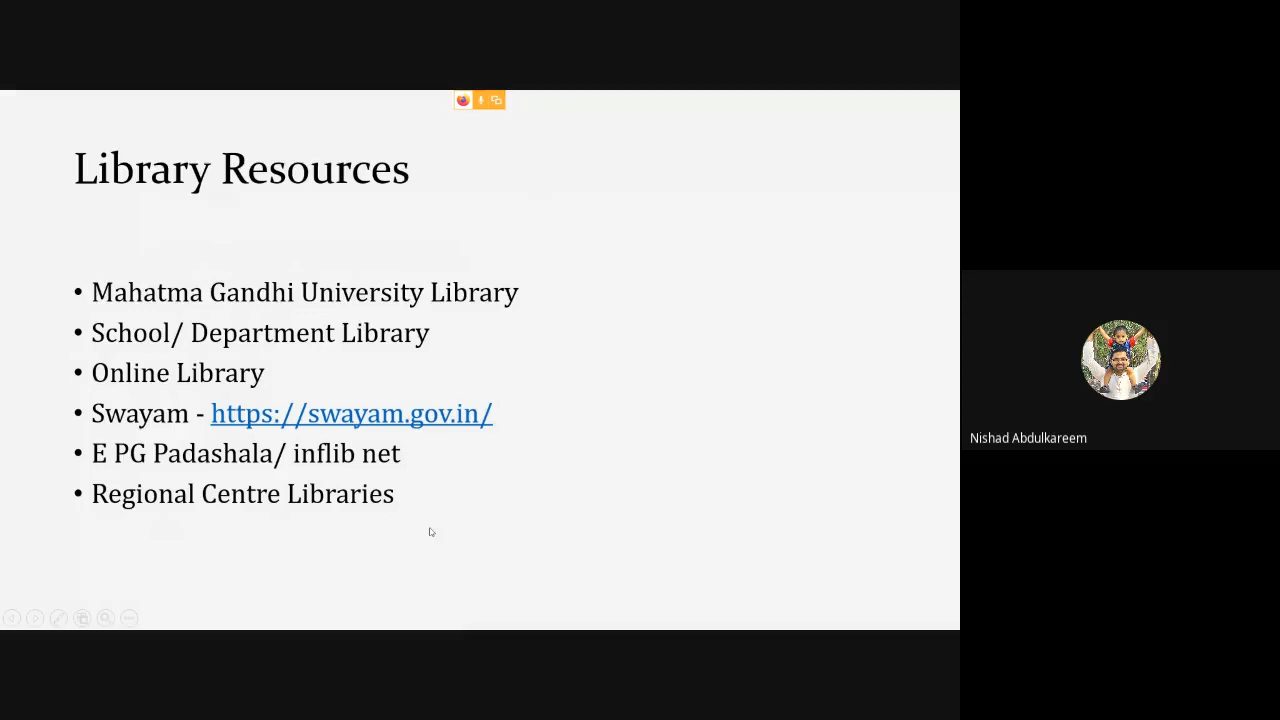 Library Resources
• Mahatma Gandhi University Library
• School/ Department Library
• Online Library
• Swayam - https://swayam.gov.in/
• E PG Padashala/ inflib net
• Regional Centre Libraries
Nishad Abdulkareem